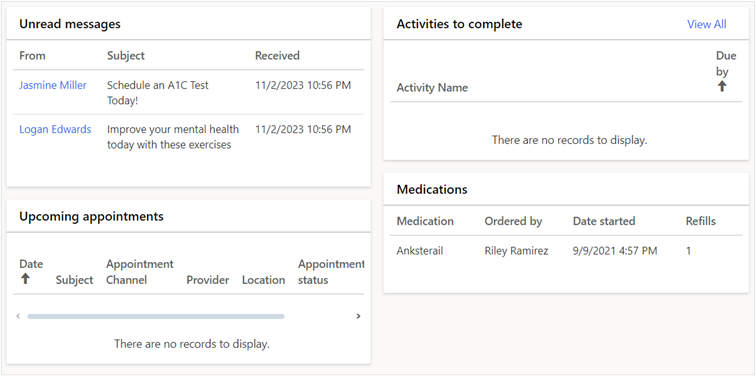 Unread messages
From Subject Received
Jasmine Miller Schedule an A1C Test 11/2/2023 10:56 PM
Today!
Logan Edwards Improve your mental health 11/2/2023 10:56 PM
today with these exercises
Upcoming appointments
Date Appointment Appointment
Subject Channel Provider Location status
There are no records to display.
Activities to complete View All
Due
by
Activity Name
There are no records to display.
Medications
Medication Ordered by Date started Refills
Anksterail Riley Ramirez 9/9/2021 4:57 PM 1